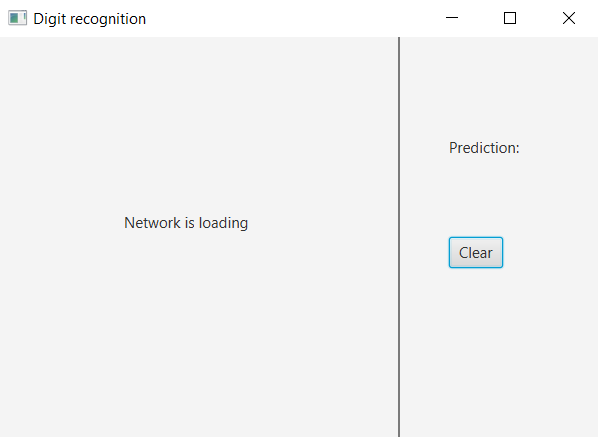 Digit recognition
Prediction:
Network is loading
Clear